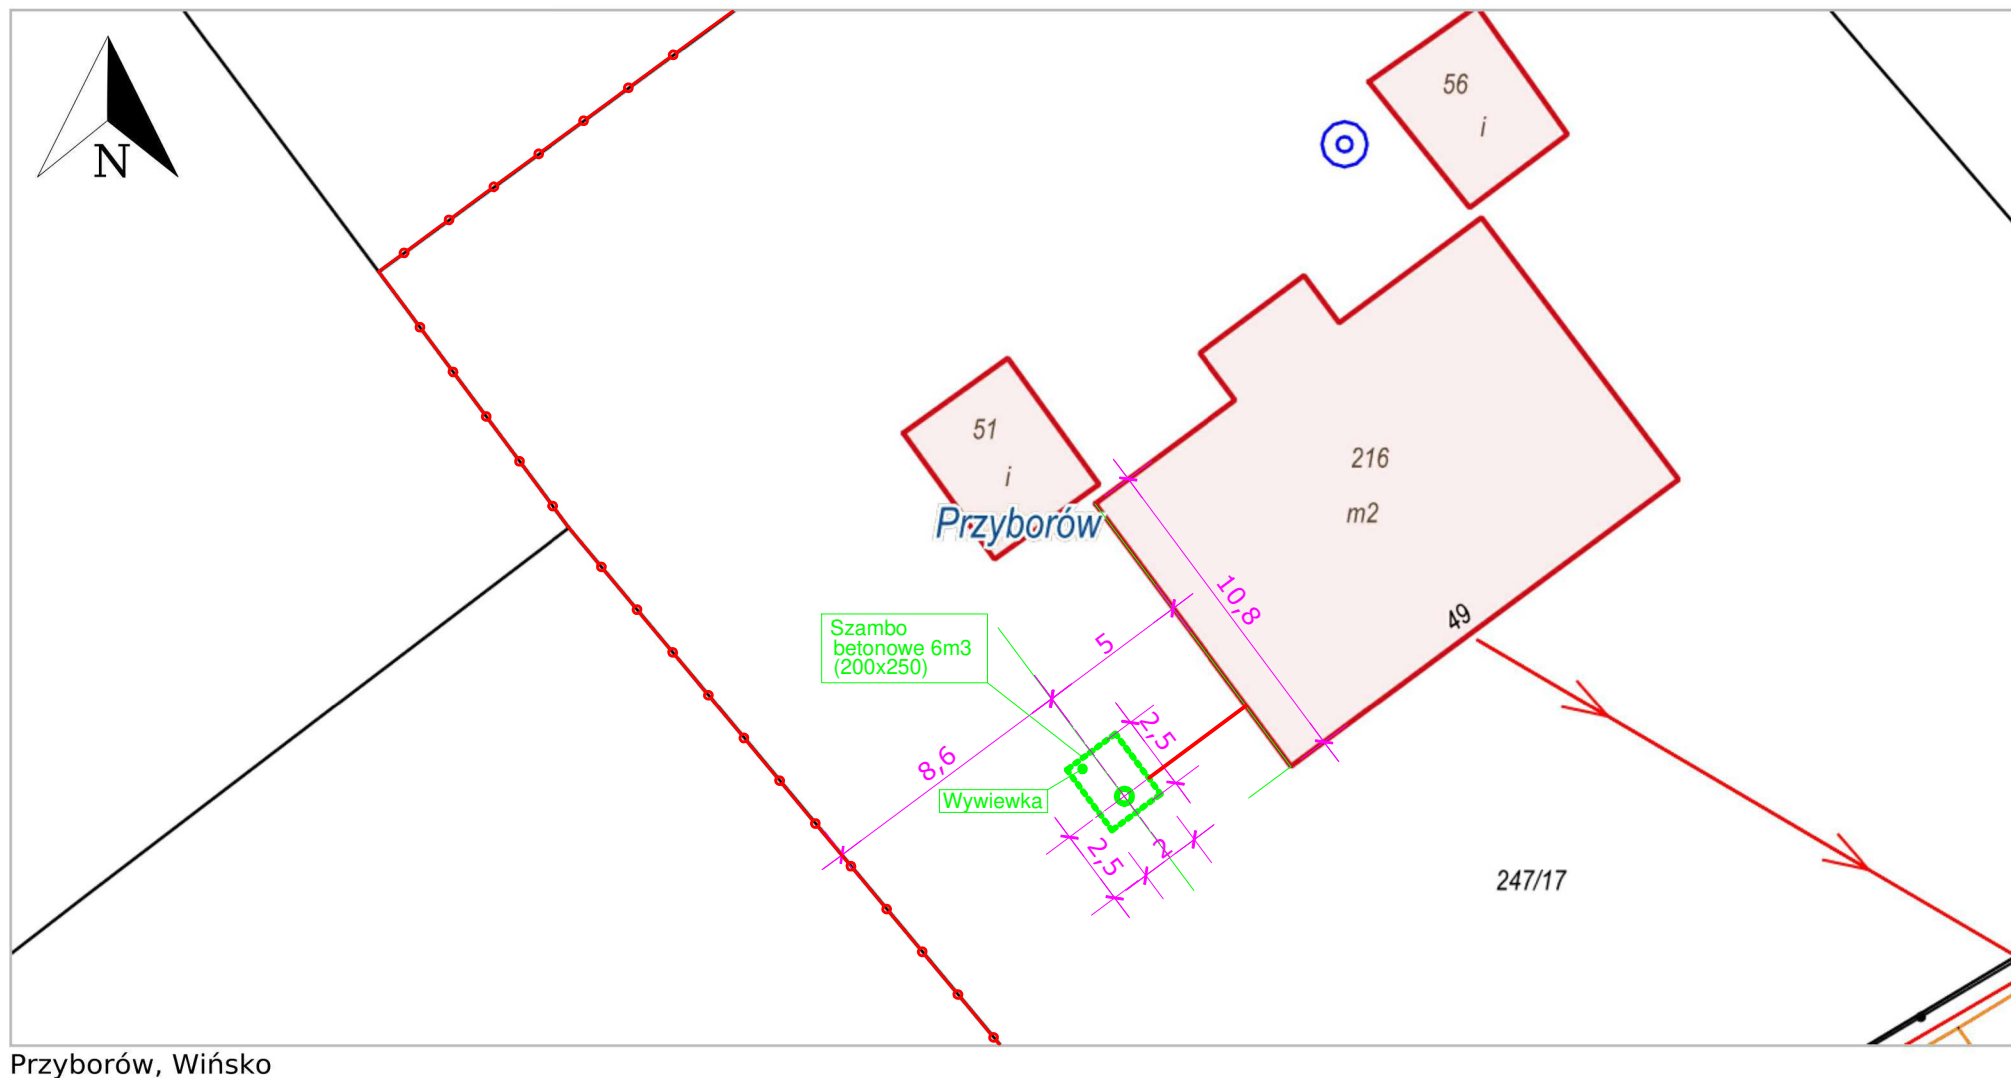 N
56
i
51
i
Przyborów
216
m2
10,8
49
Szambo
betonowe 6m3
(200x250)
5
2,5
8,6
Wywiewka
2,5
2
247/17
Przyborów, Wińsko